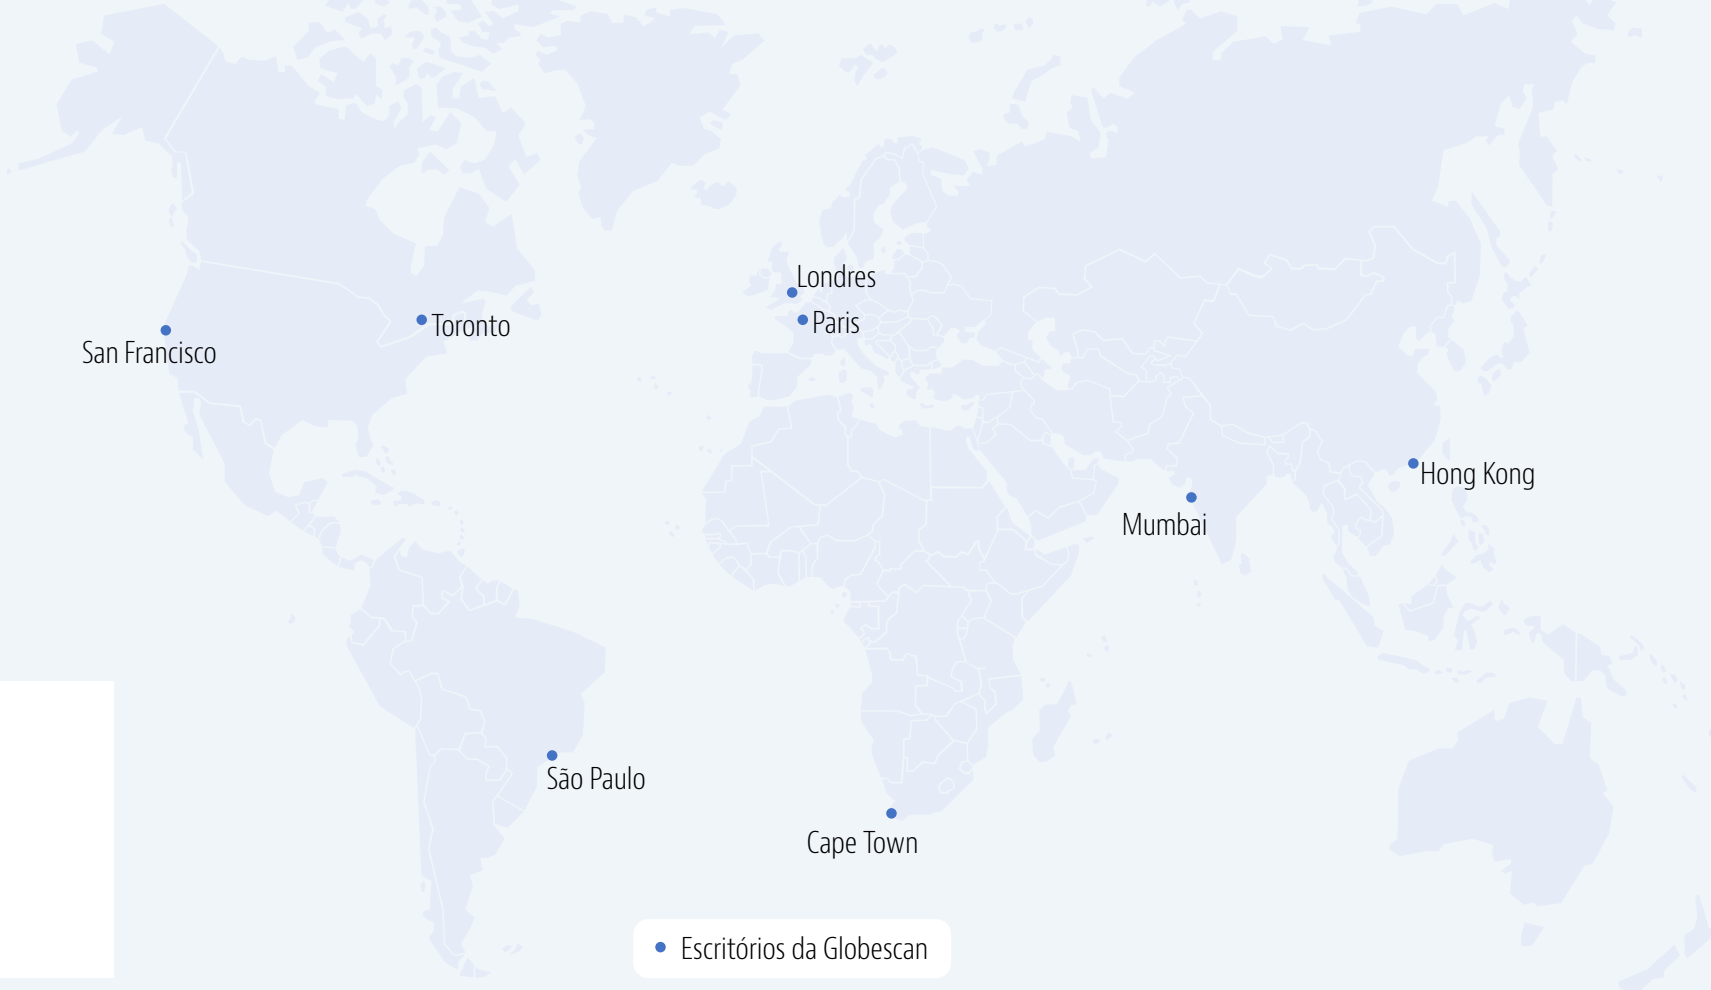 Londres
Paris
Toronto
San Francisco
Hong Kong
Mumbai
São Paulo
Cape Town
Escritórios da Globescan